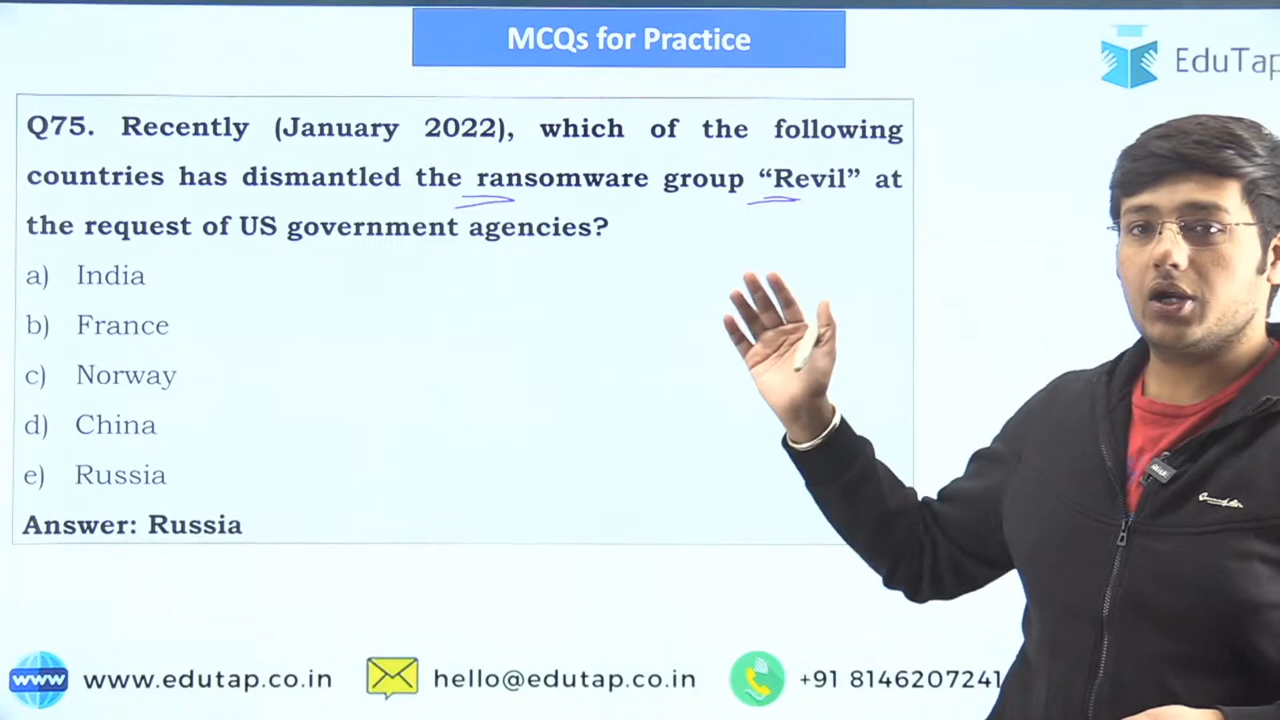 MCQs for Practice
EduTap
Q75. Recently (January 2022), which of the following
countries has dismantled the ransomware group “Revil” at
the request of US government agencies?
a) India
b) France
c) Norway
d) China
e) Russia
Answer: Russia
www
www.edutap.co.in
hello@edutap.co.in
+91 8146207241